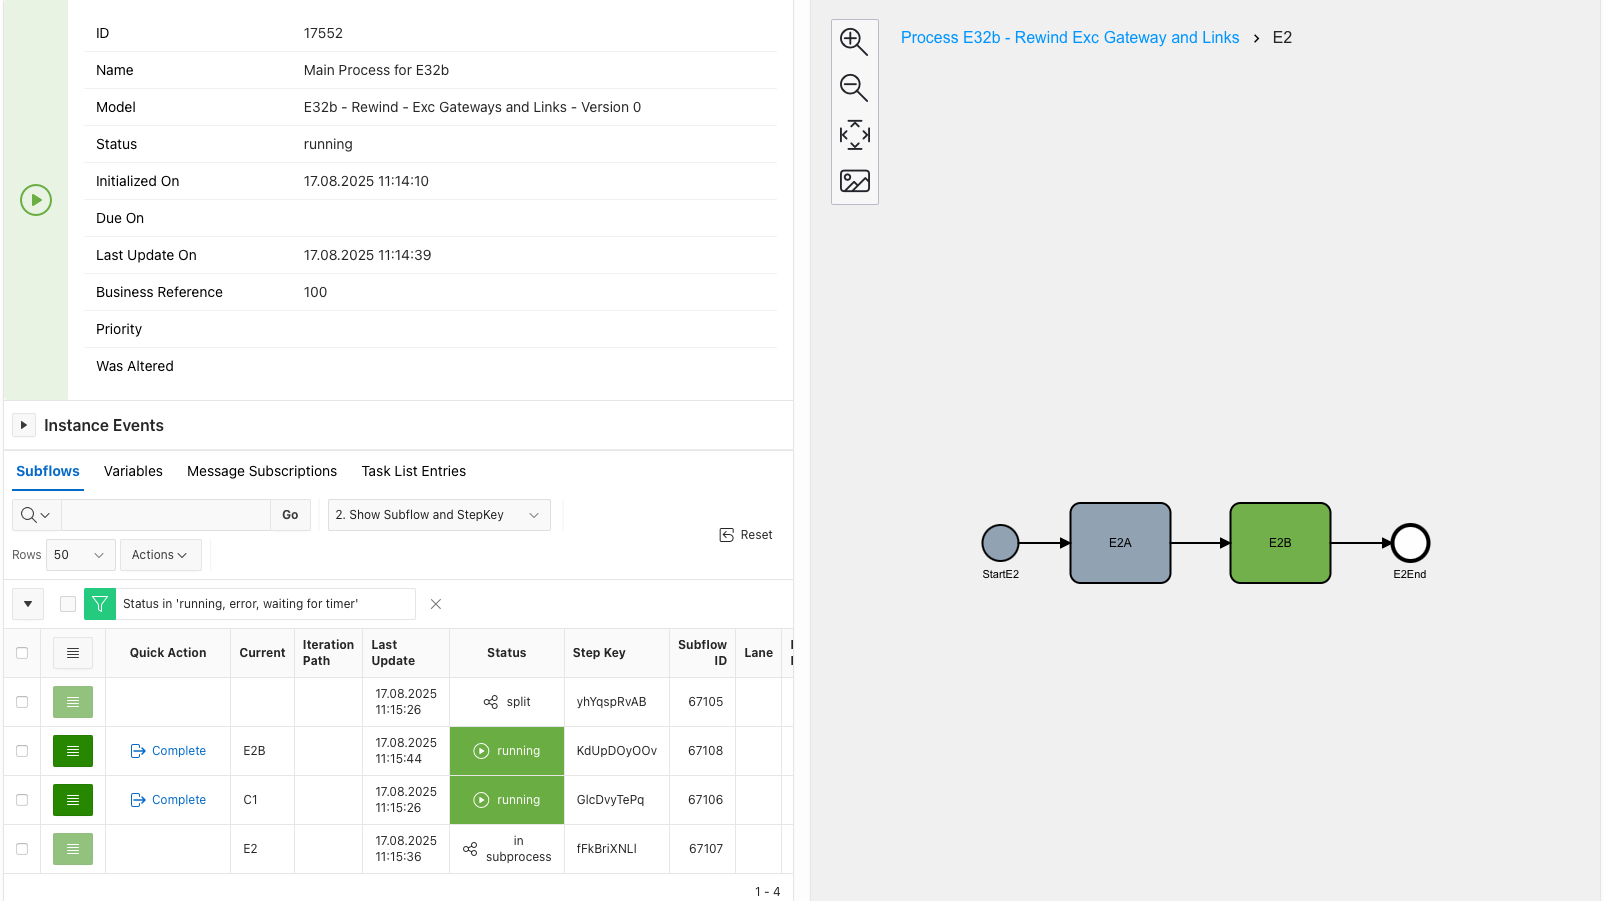 ID 17552
Name Main Process for E32b
Model E32b - Rewind - Exc Gateways and Links - Version 0
Status running
Initialized On 17.08.2025 11:14:10
Due On
Last Update On 17.08.2025 11:14:39
Business Reference 100
Priority
Was Altered
Instance Events
Subflows Variables Message Subscriptions Task List Entries
Go 2. Show Subflow and StepKey
Reset
Rows 50 Actions
Status in 'running, error, waiting for timer'
Quick Action Current Iteration Path Last Update Status Step Key Subflow ID Lane
17.08.2025 11:15:26 split yhYqspRvAB 67105
Complete E2B 17.08.2025 11:15:44 running KdUpDOyOOv 67108
Complete C1 17.08.2025 11:15:26 running GlcDvyTePq 67106
E2 17.08.2025 11:15:36 in subprocess fFkBriXNLl 67107
1 - 4
Process E32b - Rewind Exc Gateway and Links › E2
StartE2
E2A
E2B
E2End